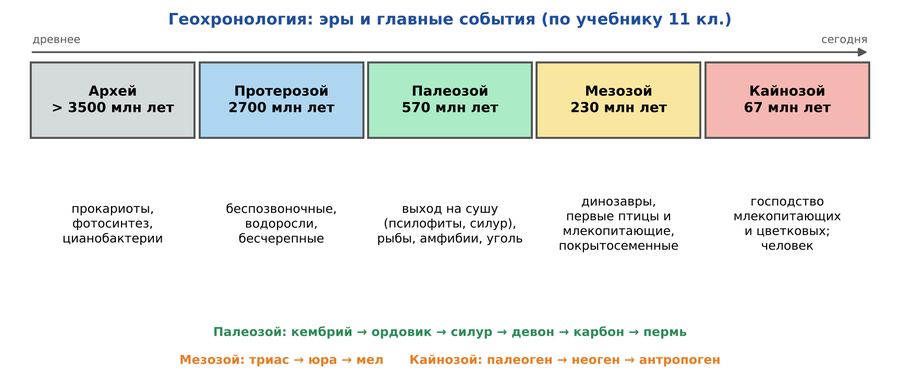 Геохронология: эры и главные события (по учебнику 11 кл.)
древнее
сегодня
Архей
> 3500 млн лет
Протерозой
2700 млн лет
Палеозой
570 млн лет
Мезозой
230 млн лет
Кайнозой
67 млн лет
прокариоты,
фотосинтез,
цианобактерии
беспозвоночные,
водоросли,
бесчерепные
выход на сушу
(псилофиты, силур),
рыбы, амфибии, уголь
динозавры,
первые птицы и
млекопитающие,
покрытосеменные
господство
млекопитающих
и цветковых;
человек
Палеозой: кембрий → ордовик → силур → девон → карбон → пермь
Мезозой: триас → юра → мел Кайнозой: палеоген → неоген → антропоген